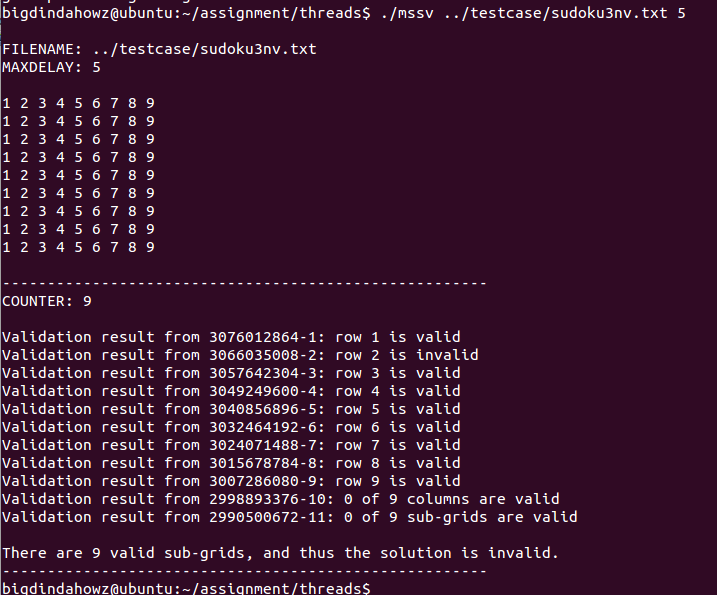 bigdindahowz@ubuntu:~/assignment/threads$ ./mssv ../testcase/sudoku3nv.txt 5
FILENAME: ../testcase/sudoku3nv.txt
MAXDELAY: 5
1 2 3 4 5 6 7 8 9
1 2 3 4 5 6 7 8 9
1 2 3 4 5 6 7 8 9
1 2 3 4 5 6 7 8 9
1 2 3 4 5 6 7 8 9
1 2 3 4 5 6 7 8 9
1 2 3 4 5 6 7 8 9
1 2 3 4 5 6 7 8 9
1 2 3 4 5 6 7 8 9
------------------------------------------------------
COUNTER: 9
Validation result from 3076012864-1: row 1 is valid
Validation result from 3066035008-2: row 2 is invalid
Validation result from 3057642304-3: row 3 is valid
Validation result from 3049249600-4: row 4 is valid
Validation result from 3040856896-5: row 5 is valid
Validation result from 3032464192-6: row 6 is valid
Validation result from 3024071488-7: row 7 is valid
Validation result from 3015678784-8: row 8 is valid
Validation result from 3007286080-9: row 9 is valid
Validation result from 2998893376-10: 0 of 9 columns are valid
Validation result from 2990500672-11: 0 of 9 sub-grids are valid
There are 9 valid sub-grids, and thus the solution is invalid.
------------------------------------------------------
bigdindahowz@ubuntu:~/assignment/threads$